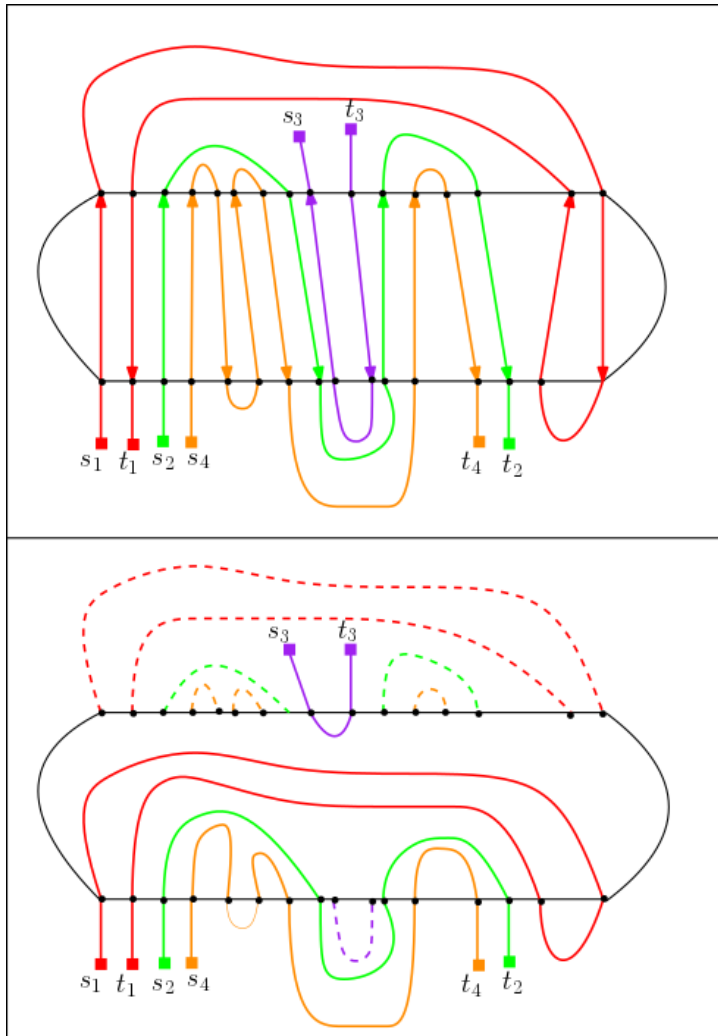 s₃ t₃
s₁ t₁ s₂ s₄ t₄ t₂
s₃ t₃
s₁ t₁ s₂ s₄ t₄ t₂